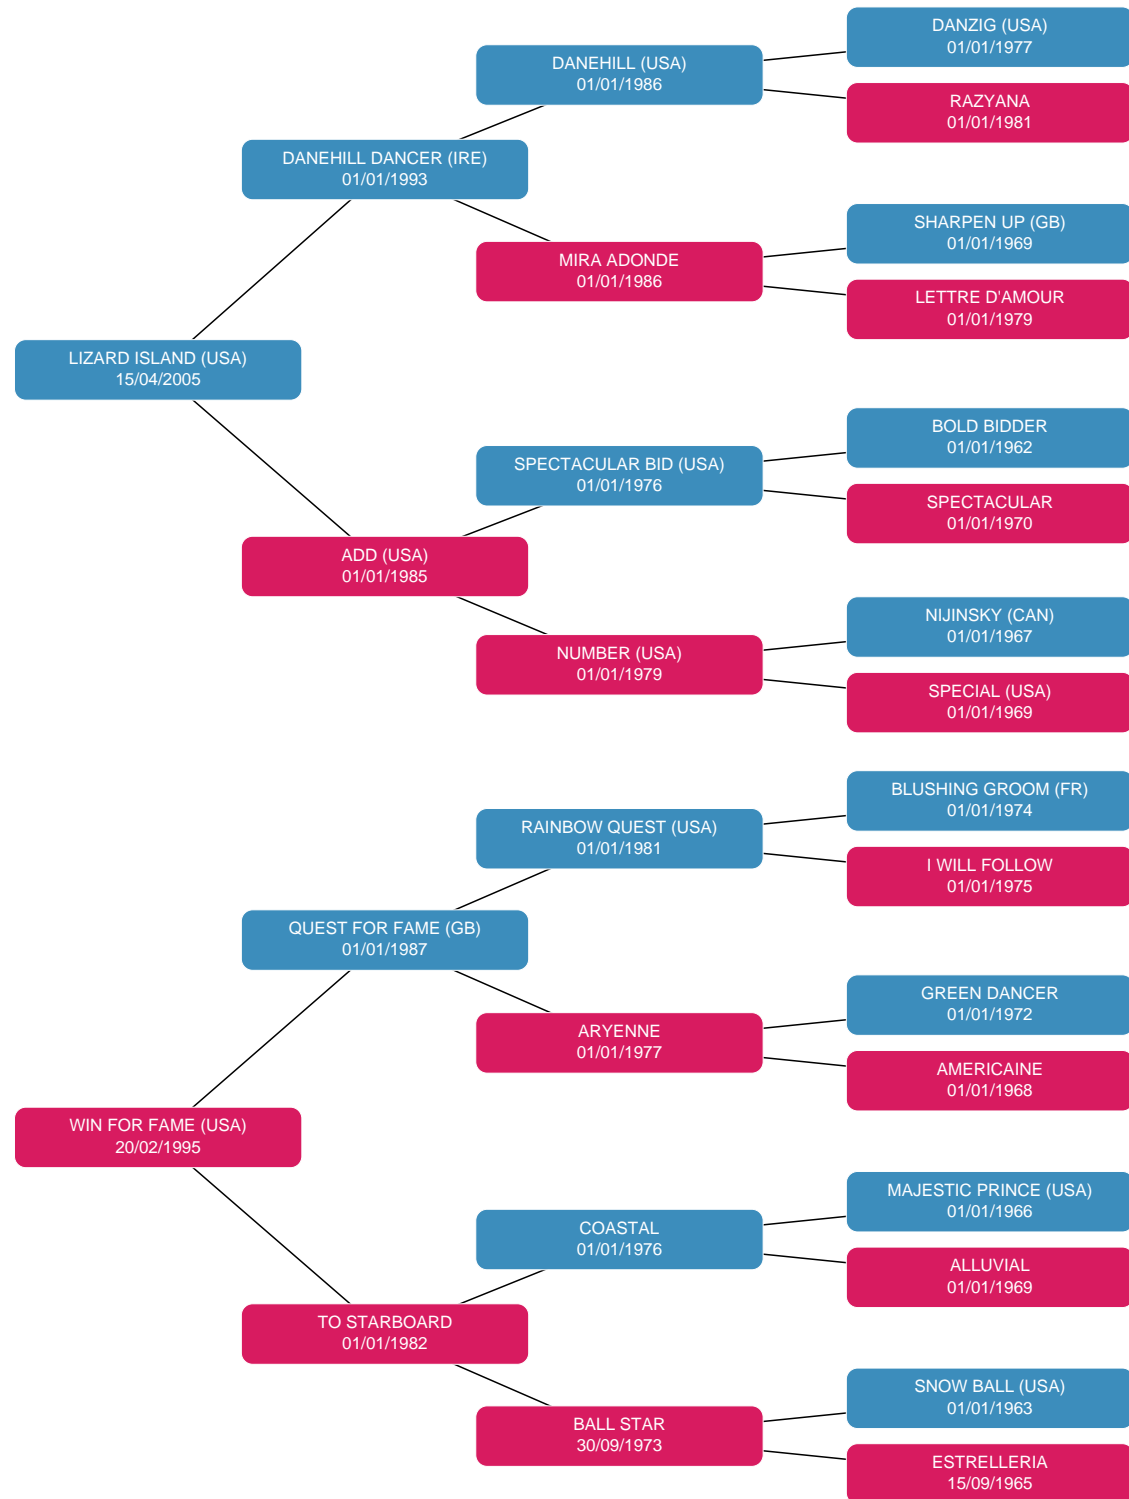 DANZIG (USA)
01/01/1977
DANEHILL (USA)
01/01/1986
RAZYANA
01/01/1981
DANEHILL DANCER (IRE)
01/01/1993
SHARPEN UP (GB)
01/01/1969
MIRA ADONDE
01/01/1986
LETTRE D'AMOUR
01/01/1979
LIZARD ISLAND (USA)
15/04/2005
BOLD BIDDER
01/01/1962
SPECTACULAR BID (USA)
01/01/1976
SPECTACULAR
01/01/1970
ADD (USA)
01/01/1985
NIJINSKY (CAN)
01/01/1967
NUMBER (USA)
01/01/1979
SPECIAL (USA)
01/01/1969
BLUSHING GROOM (FR)
01/01/1974
RAINBOW QUEST (USA)
01/01/1981
I WILL FOLLOW
01/01/1975
QUEST FOR FAME (GB)
01/01/1987
GREEN DANCER
01/01/1972
ARYENNE
01/01/1977
AMERICAINE
01/01/1968
WIN FOR FAME (USA)
20/02/1995
MAJESTIC PRINCE (USA)
01/01/1966
COASTAL
01/01/1976
ALLUVIAL
01/01/1969
TO STARBOARD
01/01/1982
SNOW BALL (USA)
01/01/1963
BALL STAR
30/09/1973
ESTRELLERIA
15/09/1965